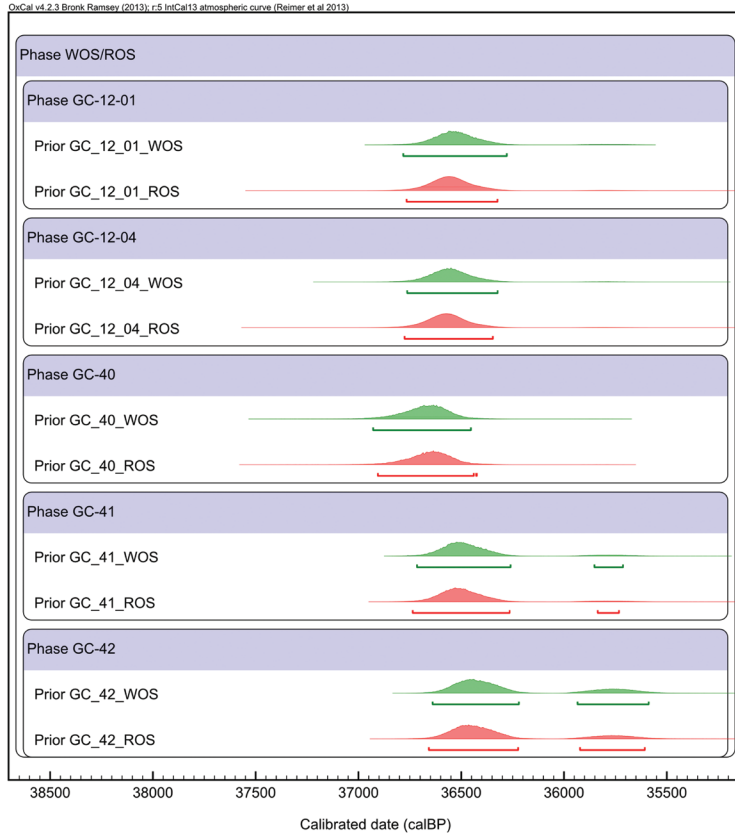 OxCal v4.2.3 Bronk Ramsey (2013); r:5 IntCal13 atmospheric curve (Reimer et al 2013)
Phase WOS/ROS
Phase GC-12-01
Prior GC_12_01_WOS
Prior GC_12_01_ROS
Phase GC-12-04
Prior GC_12_04_WOS
Prior GC_12_04_ROS
Phase GC-40
Prior GC_40_WOS
Prior GC_40_ROS
Phase GC-41
Prior GC_41_WOS
Prior GC_41_ROS
Phase GC-42
Prior GC_42_WOS
Prior GC_42_ROS
38500 38000 37500 37000 36500 36000 35500
Calibrated date (calBP)